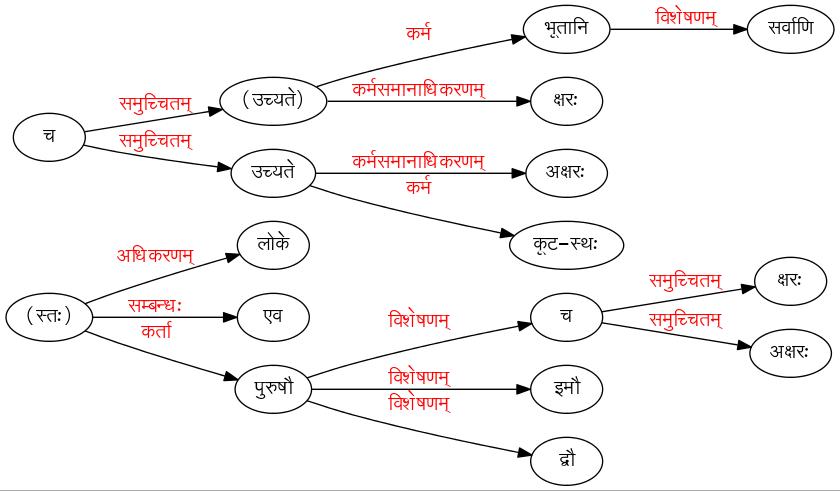 कर्म
भूतानि
विशेषणम्
सर्वाणि
समुच्चितम्
(उच्यते)
कर्मसमानाधिकरणम्
क्षरः
च
समुच्चितम्
उच्यते
कर्मसमानाधिकरणम्
अक्षरः
कर्म
कूट-स्थः
अधिकरणम्
लोके
(स्तः)
सम्बन्धः
एव
कर्ता
पुरुषौ
विशेषणम्
च
समुच्चितम्
क्षरः
समुच्चितम्
अक्षरः
विशेषणम्
इमौ
विशेषणम्
द्वौ